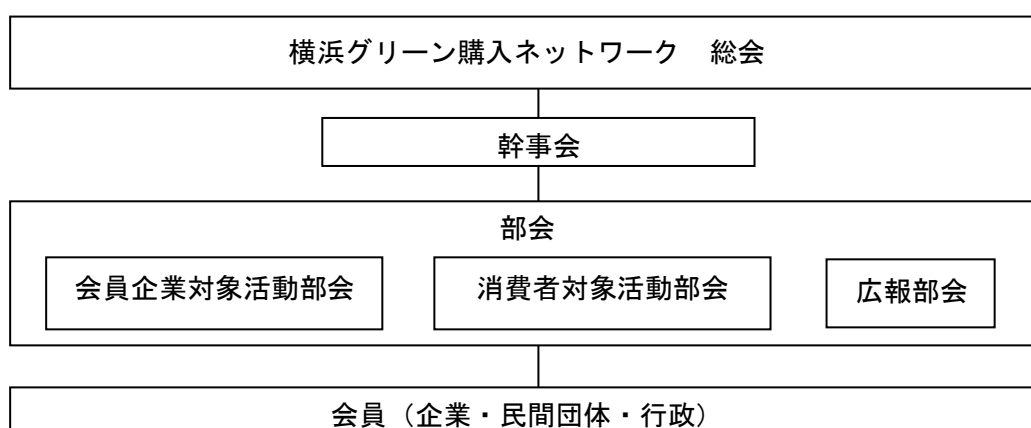 横浜グリーン購入ネットワーク　総会
幹事会
部会
会員企業対象活動部会
消費者対象活動部会
広報部会
会員（企業・民間団体・行政）